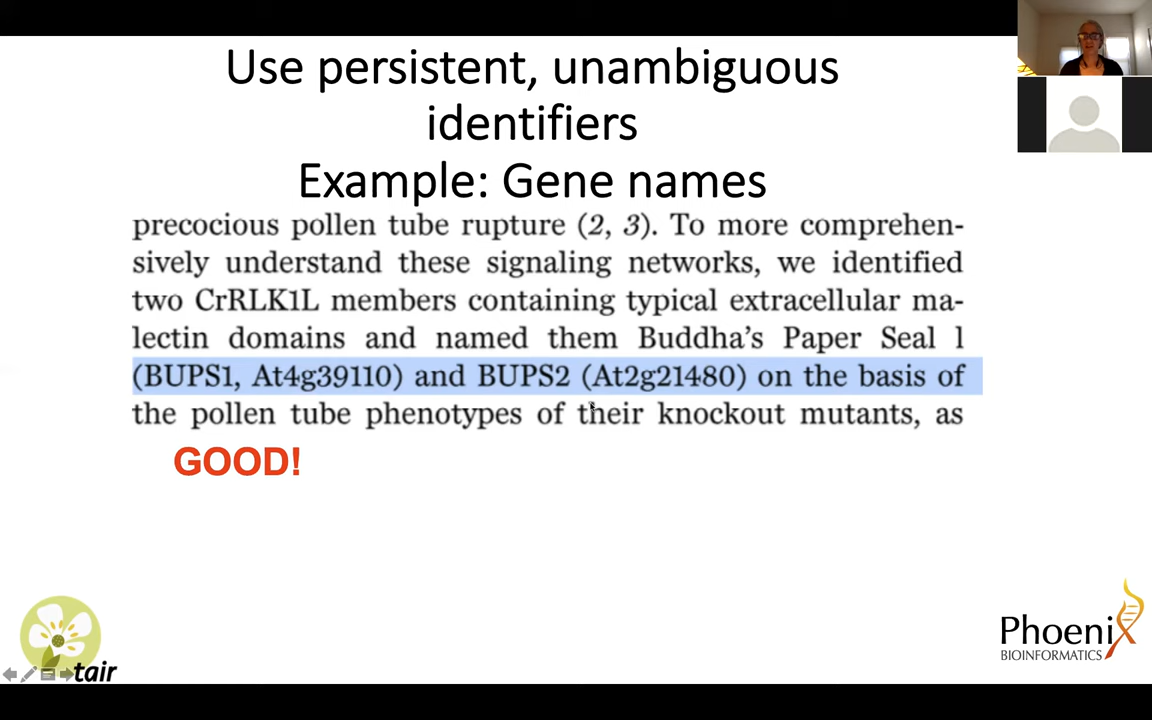 Use persistent, unambiguous
identifiers
Example: Gene names
precocious pollen tube rupture (2, 3). To more comprehen-
sively understand these signaling networks, we identified
two CrRLK1L members containing typical extracellular ma-
lectin domains and named them Buddha’s Paper Seal 1
(BUPS1, At4g39110) and BUPS2 (At2g21480) on the basis of
the pollen tube phenotypes of their knockout mutants, as
GOOD!
tair
Phoenix
BIOINFORMATICS